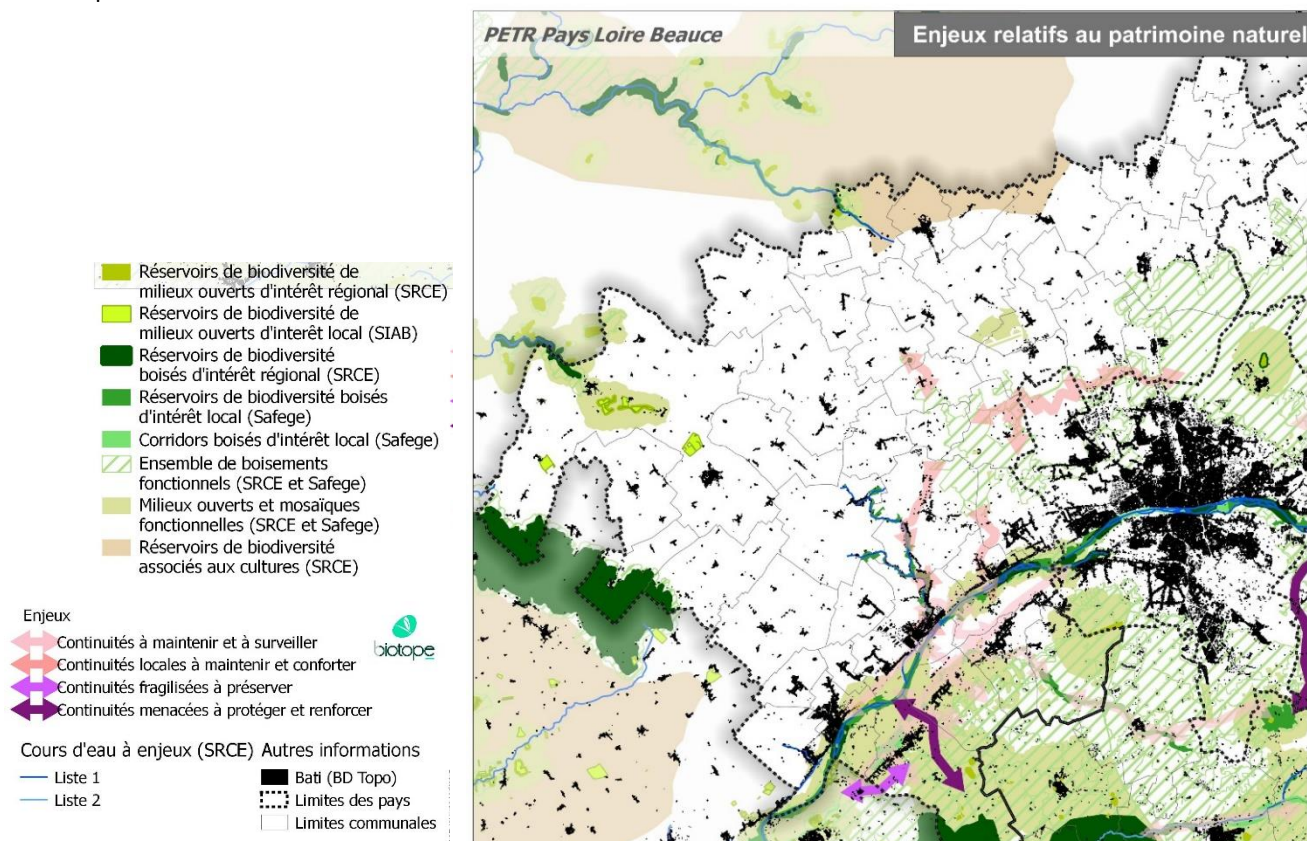 PETR Pays Loire Beauce
Enjeux relatifs au patrimoine naturel
Réservoirs de biodiversité de
milieux ouverts d'intérêt régional (SRCE)
Réservoirs de biodiversité de
milieux ouverts d'interêt local (SIAB)
Réservoirs de biodiversité
boisés d'intérêt régional (SRCE)
Réservoirs de biodiversité boisés
d'intérêt local (Safege)
Corridors boisés d'intérêt local (Safege)
Ensemble de boisements
fonctionnels (SRCE et Safege)
Milieux ouverts et mosaïques
fonctionnelles (SRCE et Safege)
Réservoirs de biodiversité
associés aux cultures (SRCE)
Enjeux
Continuités à maintenir et à surveiller
Continuités locales à maintenir et conforter
Continuités fragilisées à préserver
Continuités menacées à protéger et renforcer
biotope
Cours d'eau à enjeu (SRCE)
Liste 1
Liste 2
Autres informations
Bati (BD Topo)
Limites des pays
Limites communales